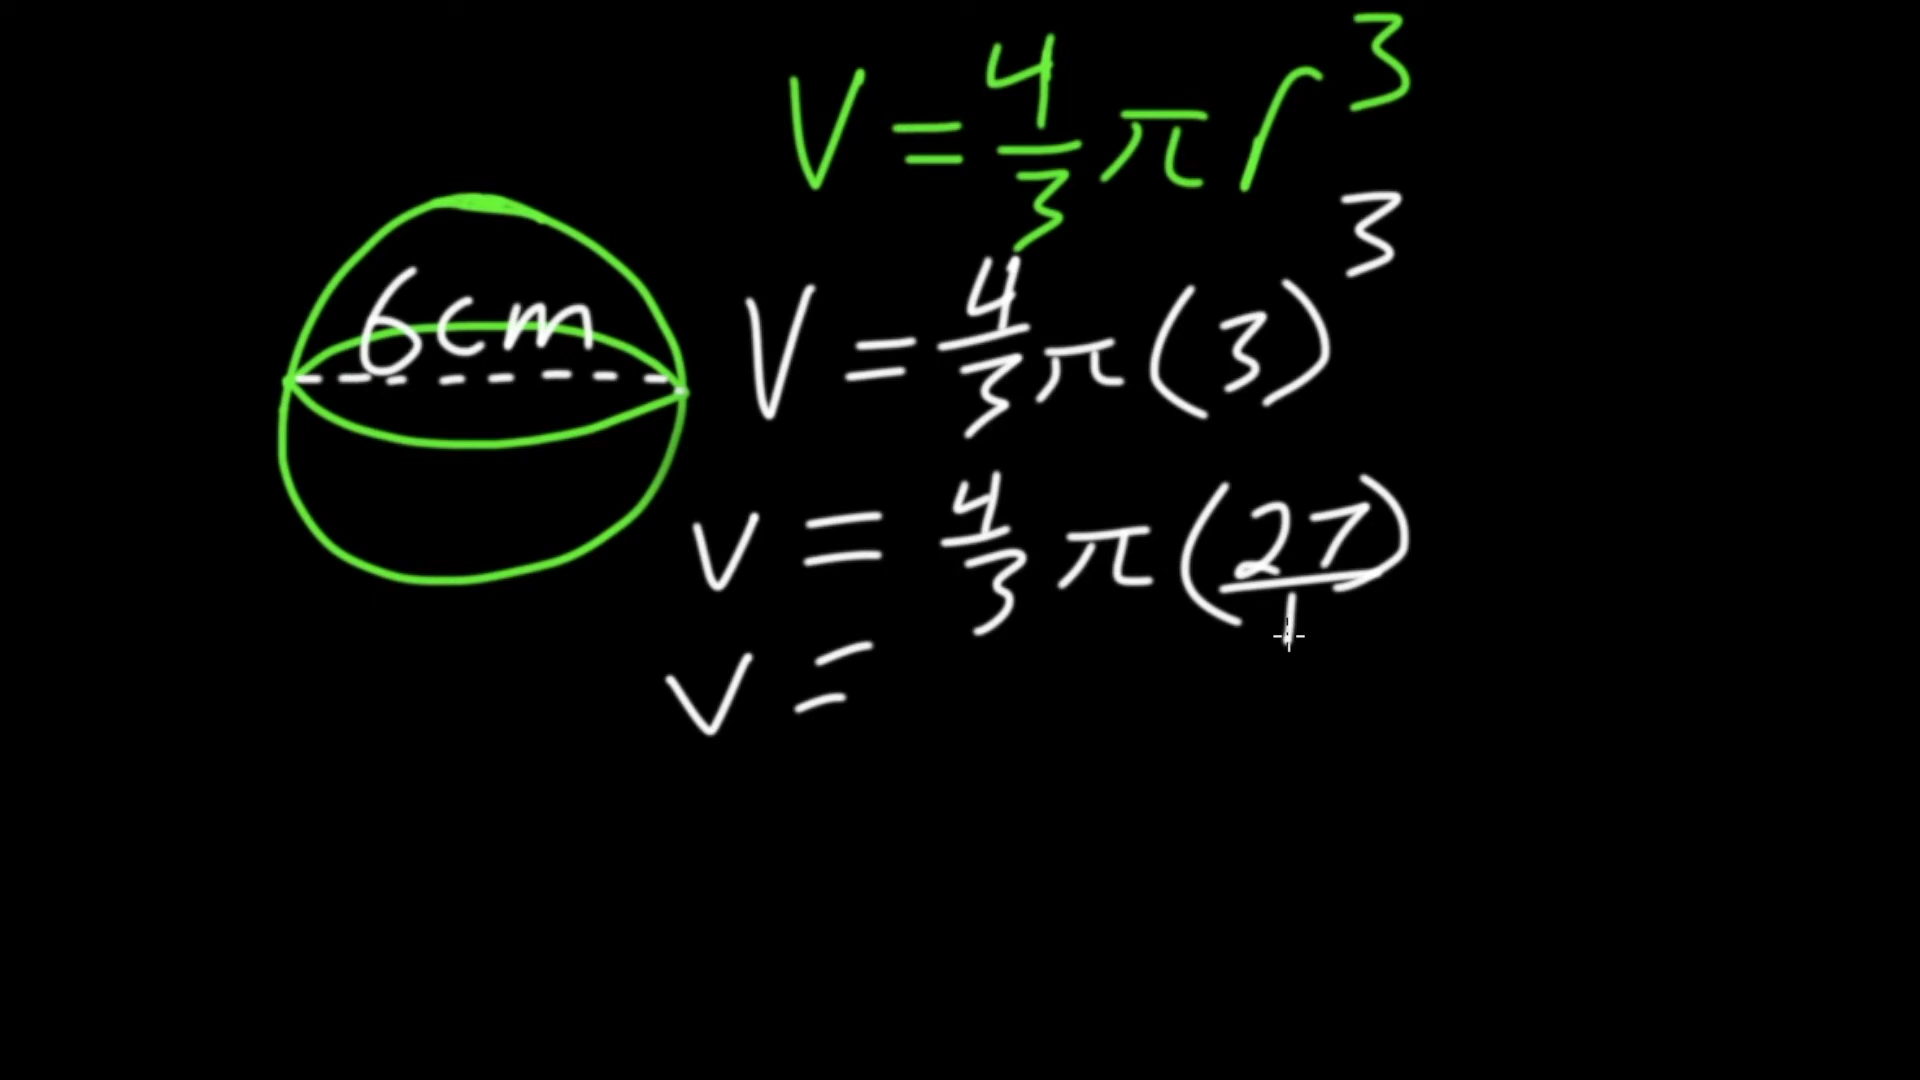 V = 4/3 π r³
6cm
V = 4/3 π (3)³
v = 4/3 π (27/1)
v =